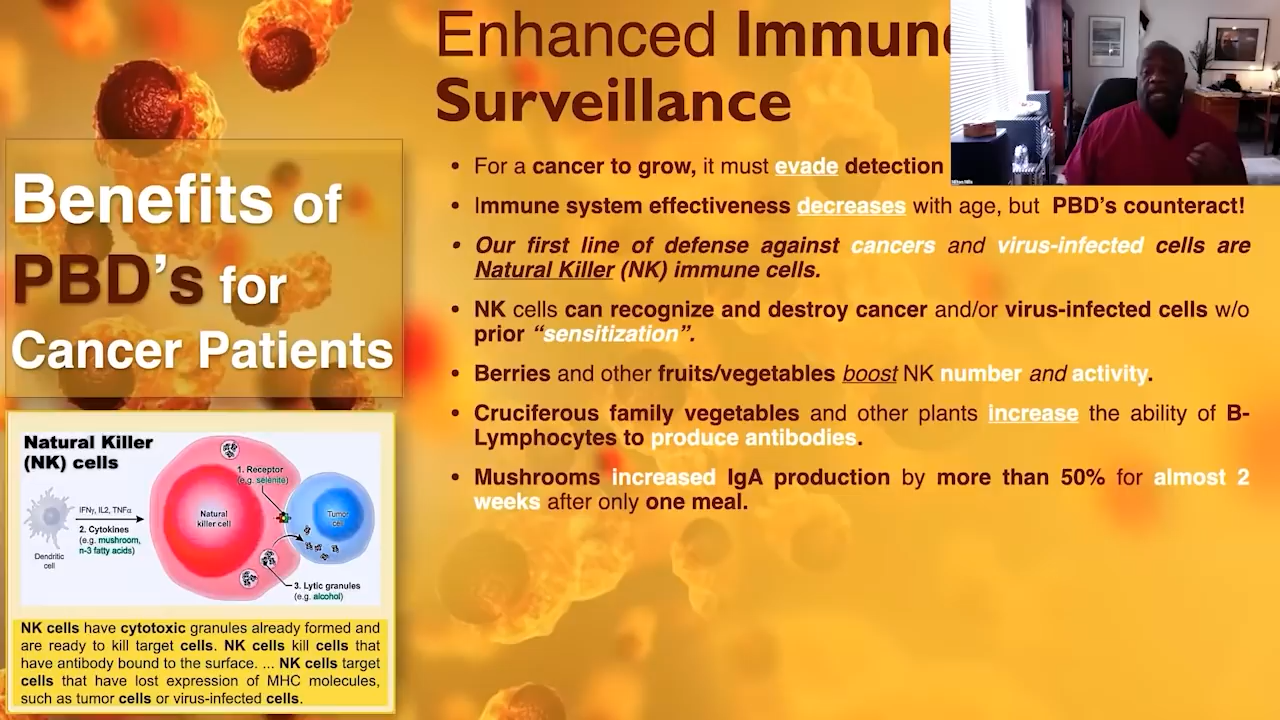 Enhanced Immune
Surveillance
Benefits of
PBD's for
Cancer Patients
• For a cancer to grow, it must evade detection
• Immune system effectiveness decreases with age, but PBD's counteract!
• Our first line of defense against cancers and virus-infected cells are
Natural Killer (NK) immune cells.
• NK cells can recognize and destroy cancer and/or virus-infected cells w/o
prior “sensitization”.
• Berries and other fruits/vegetables boost NK number and activity.
• Cruciferous family vegetables and other plants increase the ability of B-
Lymphocytes to produce antibodies.
• Mushrooms increased IgA production by more than 50% for almost 2
weeks after only one meal.
Natural Killer
(NK) cells
1. Receptor
(e.g. selenite)
IFNγ, IL2, TNFα
2. Cytokines
(e.g. mushroom,
n-3 fatty acids)
Dendritic
cell
Natural
killer cell
Tumor
cell
3. Lytic granules
(e.g. alcohol)
NK cells have cytotoxic granules already formed and
are ready to kill target cells. NK cells kill cells that
have antibody bound to the surface. ... NK cells target
cells that have lost expression of MHC molecules,
such as tumor cells or virus-infected cells.